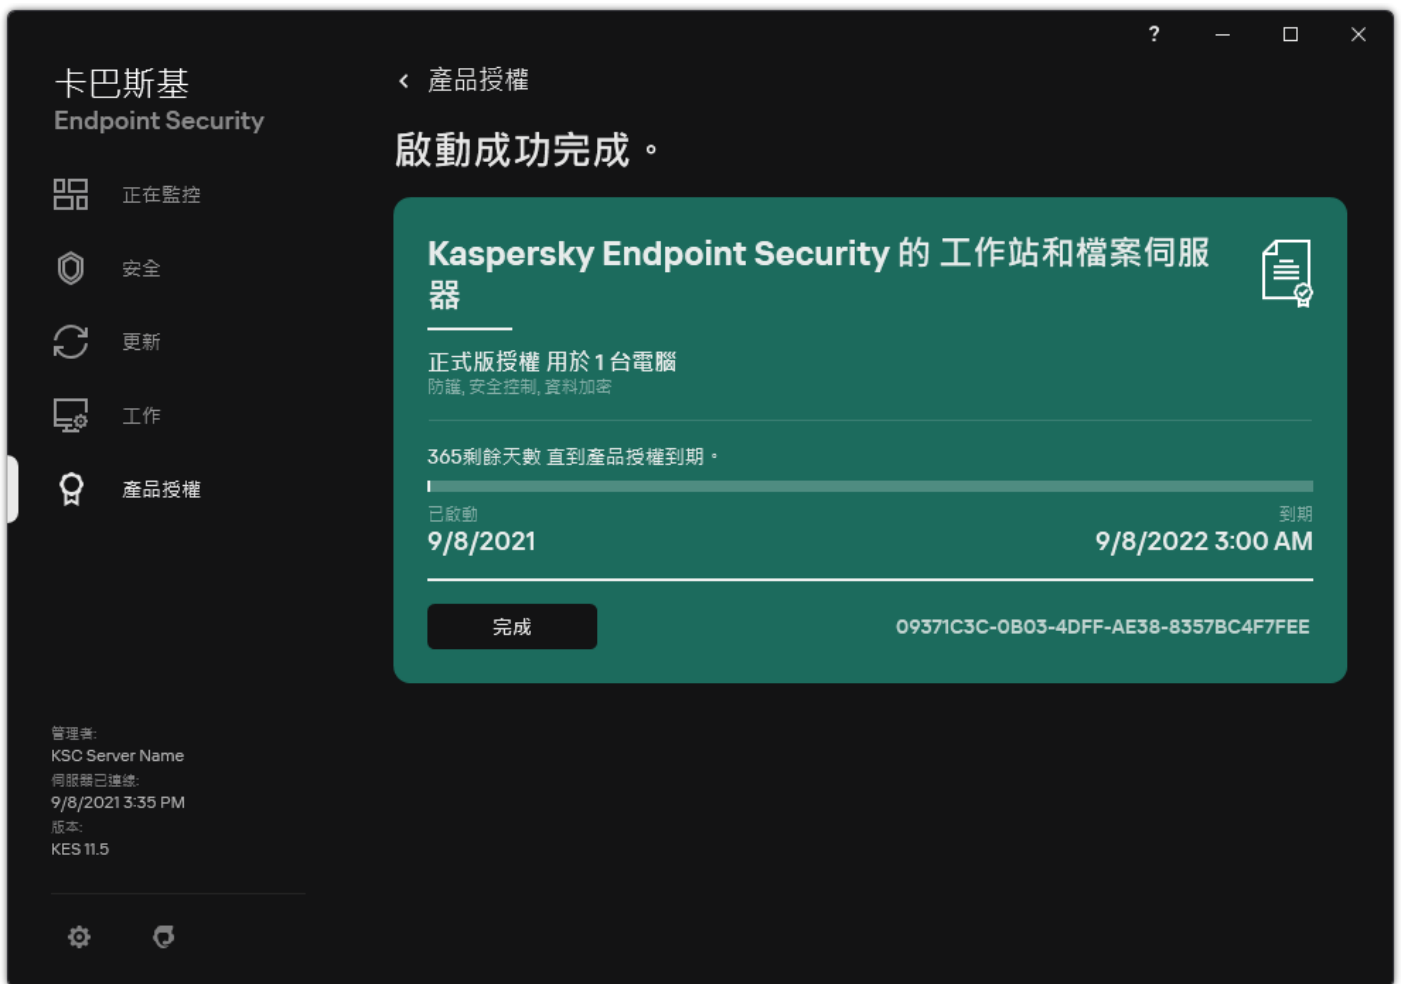 ?
卡巴斯基
Endpoint Security
正在監控
安全
更新
工作
產品授權
管理者:
KSC Server Name
伺服器已連線:
9/8/2021 3:35 PM
版本:
KES 11.5
產品授權
啟動成功完成。
Kaspersky Endpoint Security 的 工作站和檔案伺服
器
正式版授權 用於 1 台電腦
防護, 安全控制, 資料加密
365剩餘天數 直到產品授權到期。
已啟動 到期
9/8/2021 9/8/2022 3:00 AM
完成 09371C3C-0B03-4DFF-AE38-8357BC4F7FEE